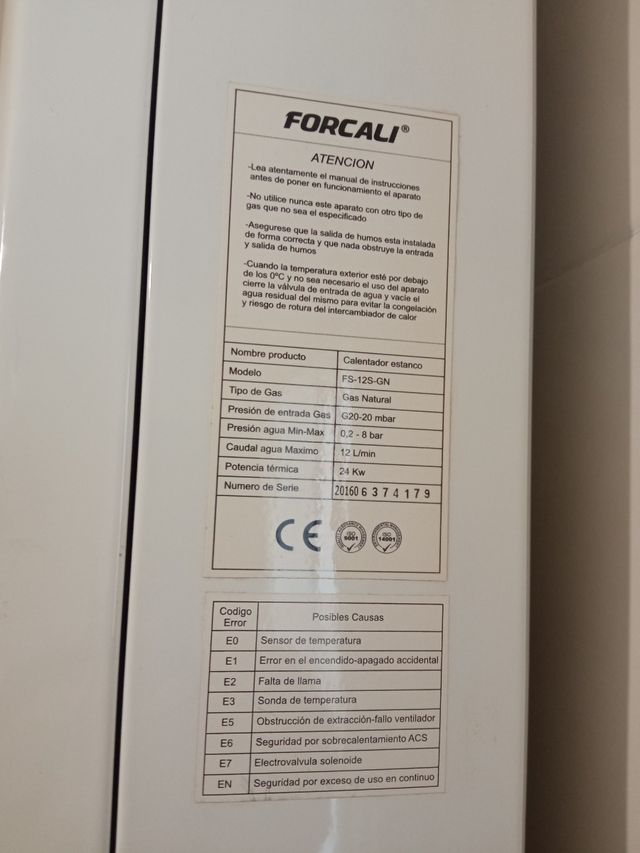 FORCALI®
ATENCION
-Lea atentamente el manual de instrucciones
antes de poner en funcionamiento el aparato
-No utilice nunca este aparato con otro tipo de
gas que no sea el especificado
-Asegurese que la salida de humos esta instalada
de forma correcta y que nada obstruye la entrada
y salida de humos
-Cuando la temperatura exterior esté por debajo
de los 0ºC y no sea necesario el uso del aparato
cierre la válvula de entrada de agua y vacie el
agua residual del mismo para evitar la congelación
y riesgo de rotura del intercambiador de calor
Nombre producto Calentador estanco
Modelo FS-12S-GN
Tipo de Gas Gas Natural
Presión de entrada Gas G20-20 mbar
Presión agua Min-Max 0,2 - 8 bar
Caudal agua Maximo 12 L/min
Potencia térmica 24 Kw
Numero de Serie 20160 6 3 7 4 1 7 9
CE ISO 9001 ISO 14001
Codigo Error Posibles Causas
E0 Sensor de temperatura
E1 Error en el encendido-apagado accidental
E2 Falta de llama
E3 Sonda de temperatura
E5 Obstrucción de extracción-fallo ventilador
E6 Seguridad por sobrecalentamiento ACS
E7 Electrovalvula solenoide
EN Seguridad por exceso de uso en continuo